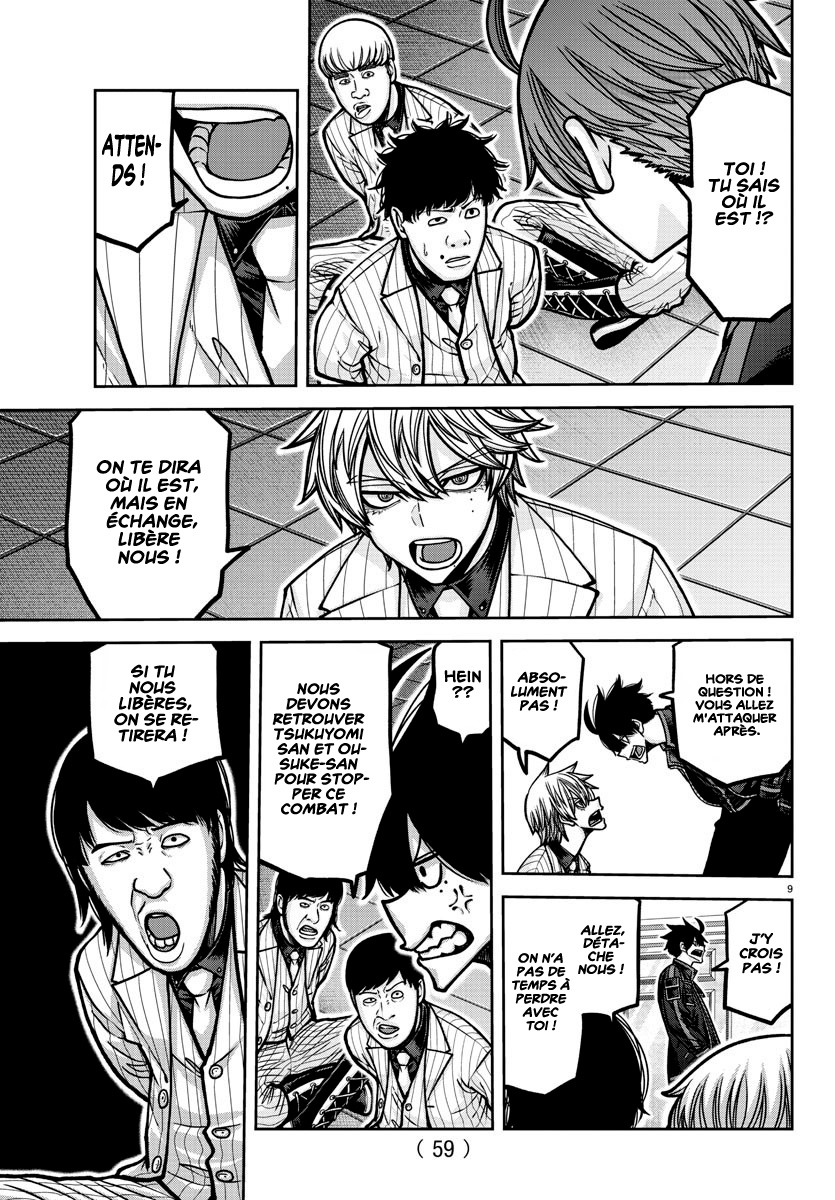 TOI !
TU SAIS
OÙ IL
EST !?
ATTEN-
DS !
ON TE DIRA
OÙ IL EST,
MAIS EN
ÉCHANGE,
LIBÈRE
NOUS !
HORS DE
QUESTION !
VOUS ALLEZ
M'ATTAQUER
APRÈS.
ABSO-
LUMENT
PAS !
9
J'Y
CROIS
PAS !
ALLEZ,
DÉTA-
CHE
NOUS !
ON N'A
PAS DE
TEMPS À
PERDRE
AVEC
TOI !
HEIN
??
NOUS
DEVONS
RETROUVER
TSUKUYOMI
SAN ET OU-
SUKE-SAN
POUR STOP-
PER CE
COMBAT !
SI TU
NOUS
LIBÈRES,
ON SE RE-
TIRERA !
( 59 )